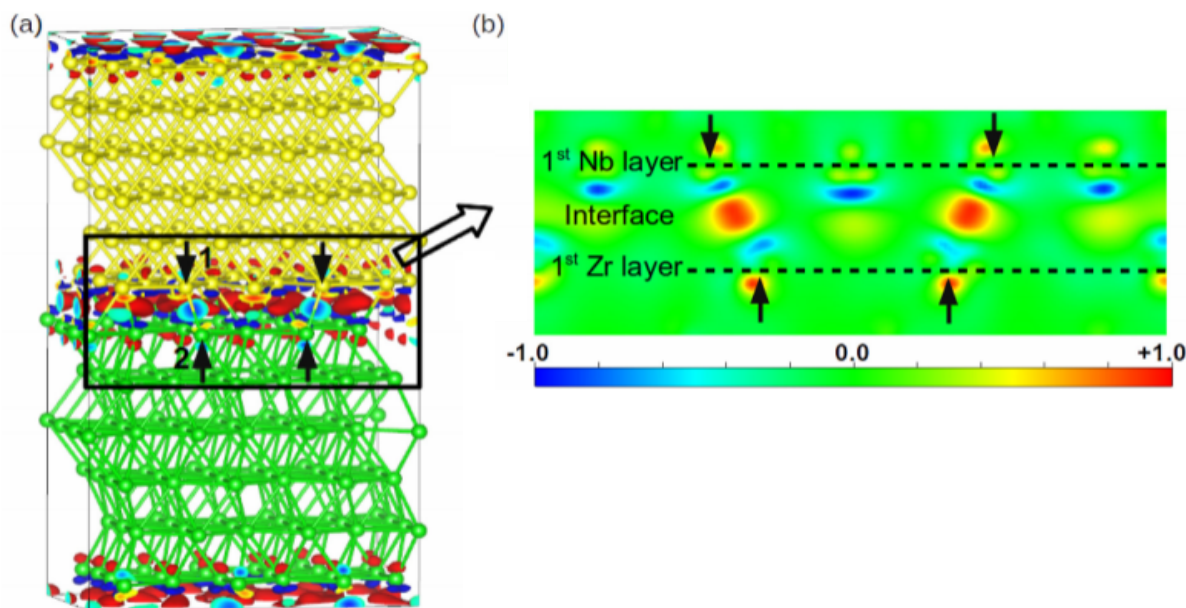 (a)
(b)
1
2
1st Nb layer
Interface
1st Zr layer
-1.0 0.0 +1.0